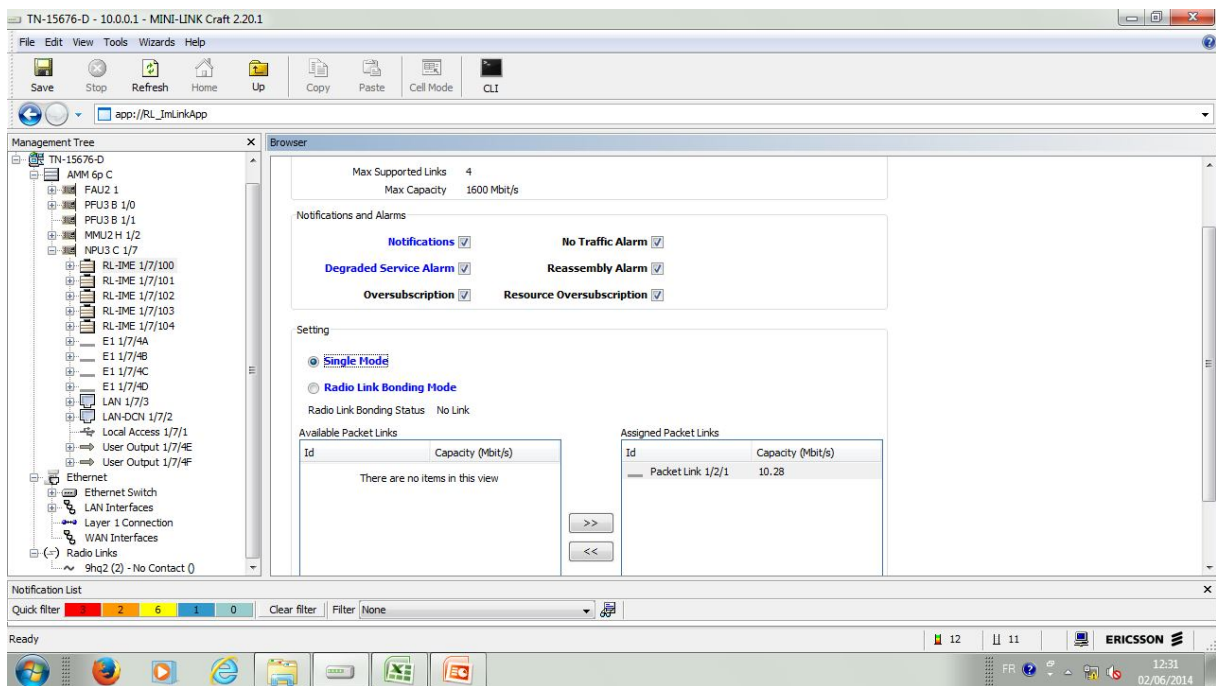 TN-15676-D - 10.0.0.1 - MINI-LINK Craft 2.20.1
File Edit View Tools Wizards Help
Save Stop Refresh Home Up Copy Paste Cell Mode CLI
app://RL_ImLinkApp
Management Tree
TN-15676-D
AMM 6p C
FAU2 1
PFU3 B 1/0
PFU3 B 1/1
MMU2 H 1/2
NPU3 C 1/7
RL-IME 1/7/100
RL-IME 1/7/101
RL-IME 1/7/102
RL-IME 1/7/103
RL-IME 1/7/104
E1 1/7/4A
E1 1/7/4B
E1 1/7/4C
E1 1/7/4D
LAN 1/7/3
LAN-DCN 1/7/2
Local Access 1/7/1
User Output 1/7/4E
User Output 1/7/4F
Ethernet
Ethernet Switch
LAN Interfaces
Layer 1 Connection
WAN Interfaces
Radio Links
9hq2 (2) - No Contact ()
Browser
Max Supported Links 4
Max Capacity 1600 Mbit/s
Notifications and Alarms
Notifications No Traffic Alarm
Degraded Service Alarm Reassembly Alarm
Oversubscription Resource Oversubscription
Setting
Single Mode
Radio Link Bonding Mode
Radio Link Bonding Status No Link
Available Packet Links
Id Capacity (Mbit/s)
There are no items in this view
>>
<<
Assigned Packet Links
Id Capacity (Mbit/s)
Packet Link 1/2/1 10.28
Notification List
Quick filter 3 2 6 1 0 Clear filter Filter None
Ready 12 11 ERICSSON
FR 12:31
02/06/2014